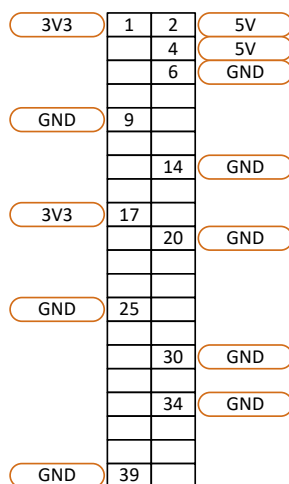 3V3 1 2 5V
4 5V
6 GND
GND 9
14 GND
3V3 17
20 GND
GND 25
30 GND
34 GND
GND 39